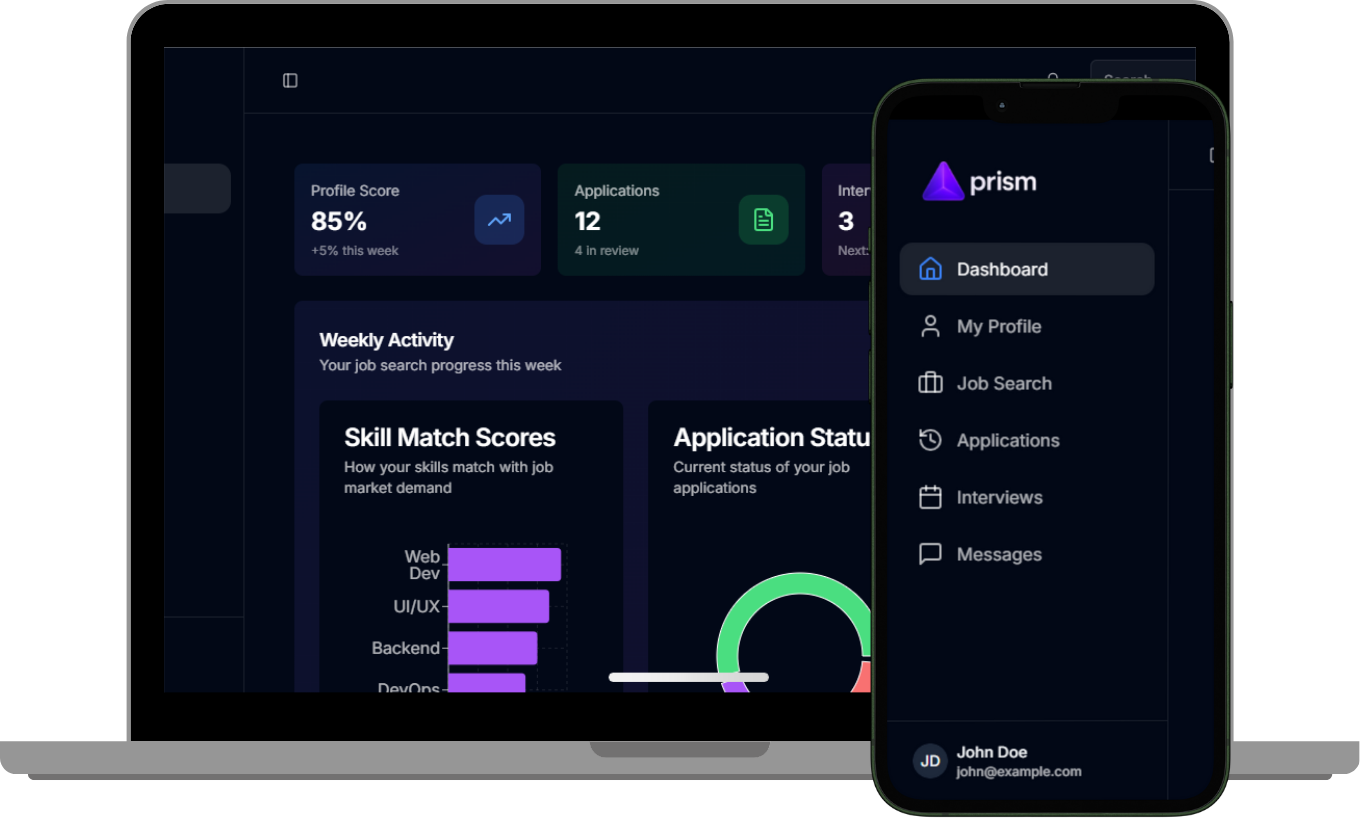 Search
Profile Score
85%
+5% this week
Applications
12
4 in review
3
Next:
Weekly Activity
Your job search progress this week
Skill Match Scores
How your skills match with job
market demand
Web
Dev
UI/UX
Backend
DevOps
Application Statu
Current status of your job
applications
prism
Dashboard
My Profile
Job Search
Applications
Interviews
Messages
JD
John Doe
john@example.com